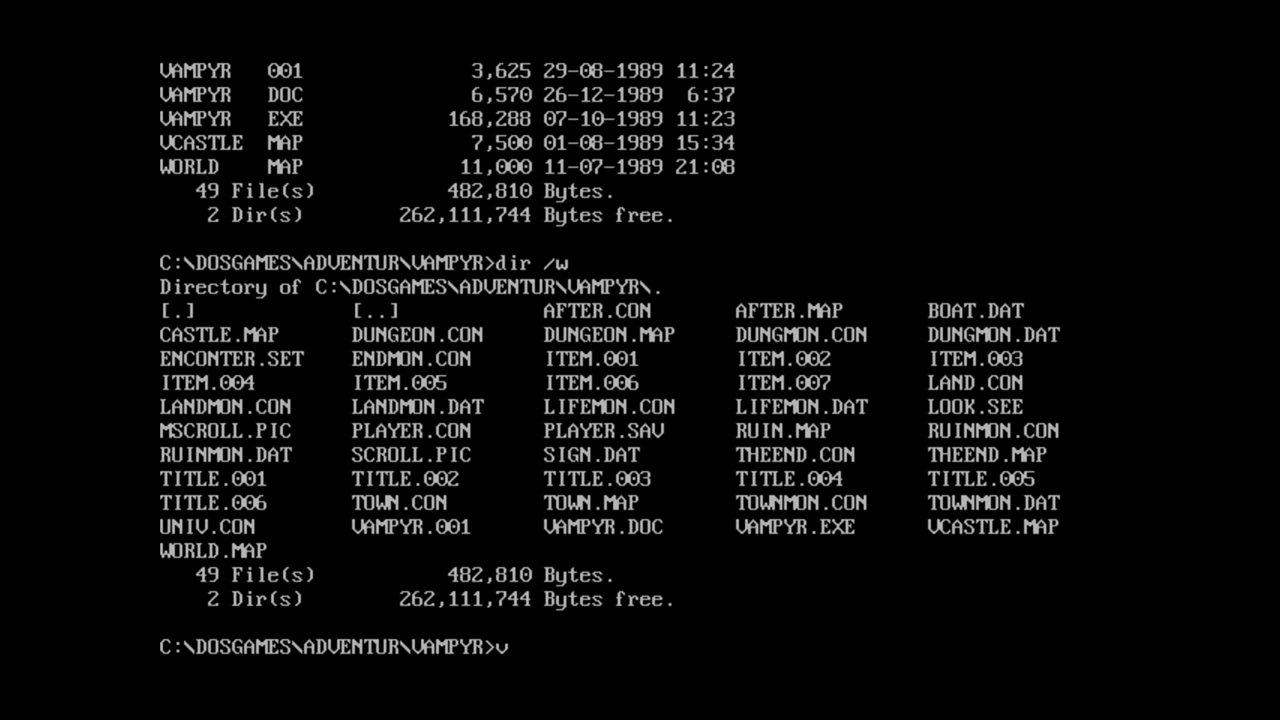 VAMPYR   001              3,625 29-08-1989 11:24
VAMPYR   DOC              6,570 26-12-1989  6:37
VAMPYR   EXE            168,288 07-10-1989 11:23
VCASTLE  MAP              7,500 01-08-1989 15:34
WORLD    MAP             11,000 11-07-1989 21:08
   49 File(s)           482,810 Bytes.
    2 Dir(s)        262,111,744 Bytes free.
C:\DOSGAMES\ADVENTUR\VAMPYR>dir /w
Directory of C:\DOSGAMES\ADVENTUR\VAMPYR\.
[.]             [..]            AFTER.CON       AFTER.MAP       BOAT.DAT
CASTLE.MAP      DUNGEON.CON     DUNGEON.MAP     DUNGMON.CON     DUNGMON.DAT
ENCONTER.SET    ENDMON.CON      ITEM.001        ITEM.002        ITEM.003
ITEM.004        ITEM.005        ITEM.006        ITEM.007        LAND.CON
LANDMON.CON     LANDMON.DAT     LIFEMON.CON     LIFEMON.DAT     LOOK.SEE
MSCROLL.PIC     PLAYER.CON      PLAYER.SAV      RUIN.MAP        RUINMON.CON
RUINMON.DAT     SCROLL.PIC      SIGN.DAT        THEEND.CON      THEEND.MAP
TITLE.001       TITLE.002       TITLE.003       TITLE.004       TITLE.005
TITLE.006       TOWN.CON        TOWN.MAP        TOWNMON.CON     TOWNMON.DAT
UNIV.CON        VAMPYR.001      VAMPYR.DOC      VAMPYR.EXE      VCASTLE.MAP
WORLD.MAP
   49 File(s)           482,810 Bytes.
    2 Dir(s)        262,111,744 Bytes free.
C:\DOSGAMES\ADVENTUR\VAMPYR>v